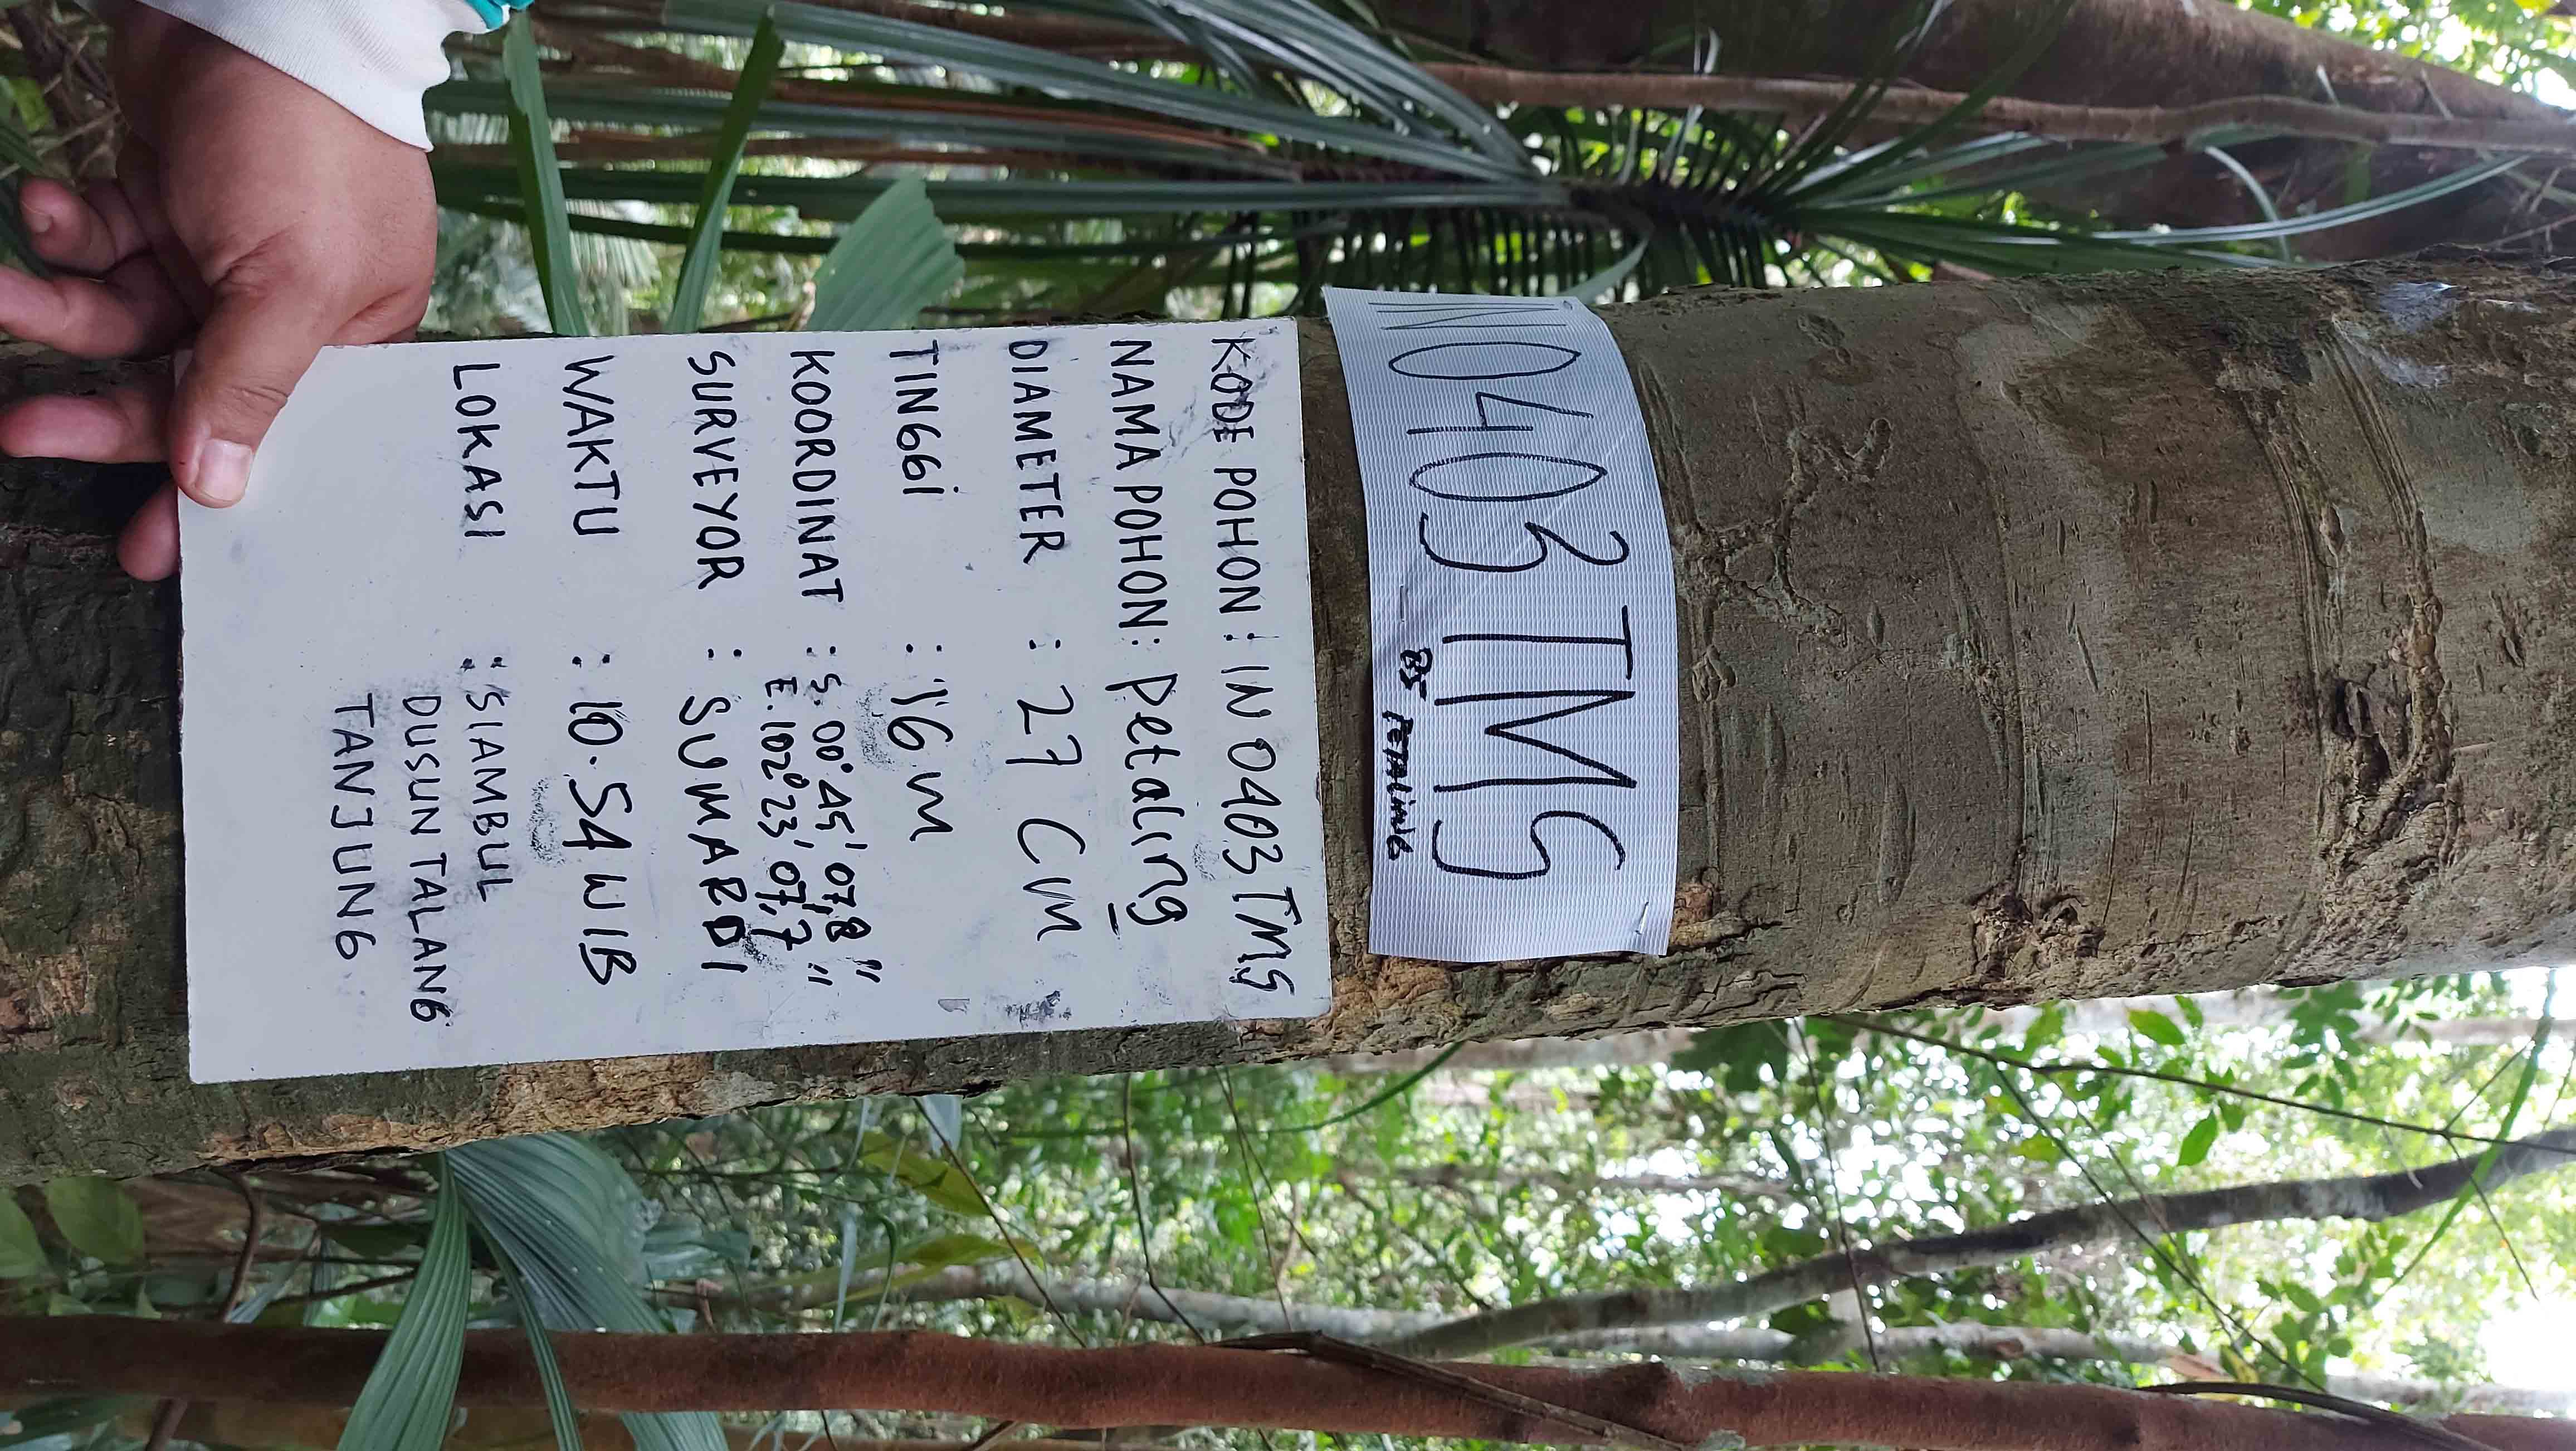 IN0403TMS
85 PETALING
KODE POHON : IN 0403 TMS
NAMA POHON : Petaling
DIAMETER : 27 CM
TINGGi : 16 M
KOORDINAT : S. 00° 45' 07,8"
E. 102° 23' 07,7"
SURVEYOR : SUMARDI
WAKTU : 10.54 WIB
LOKASI : SIAMBUL
DUSUN TALANG
TANJUNG